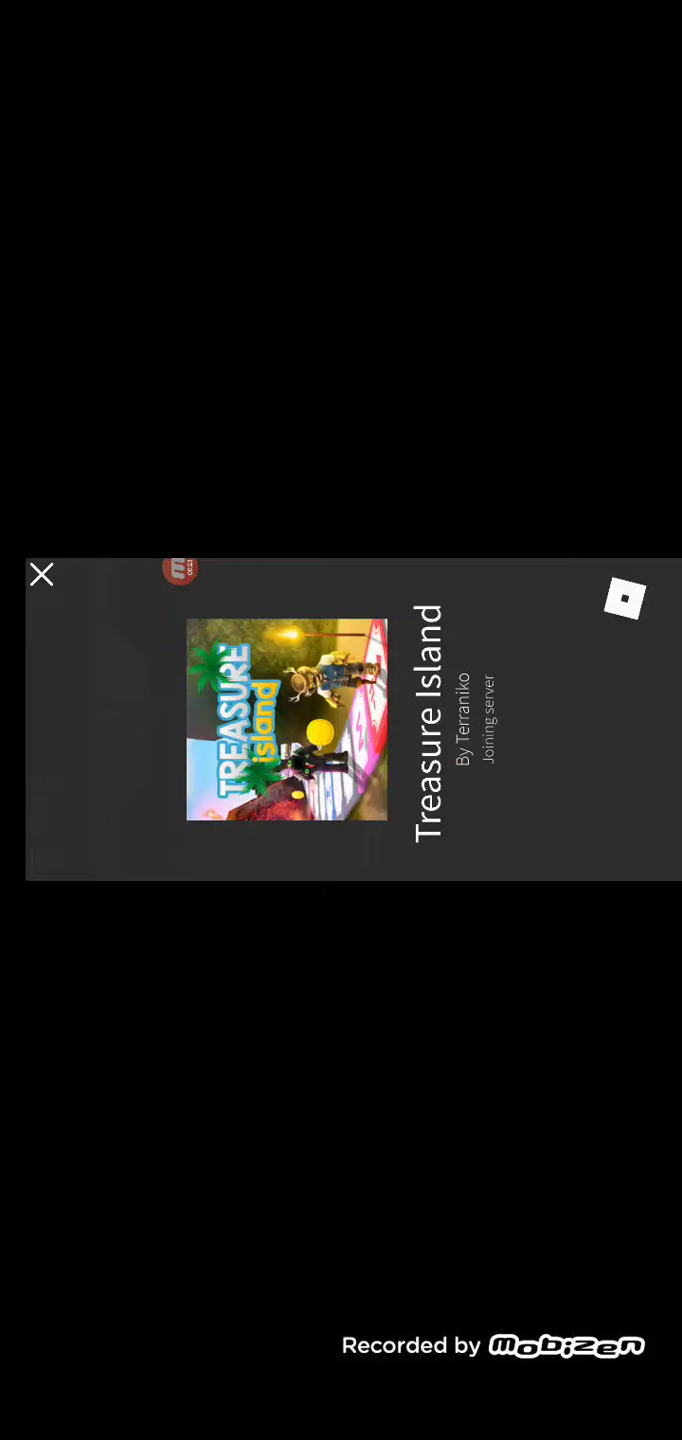 TREASURE
island
Treasure Island
By Terraniko
Joining server
Recorded by mobizen